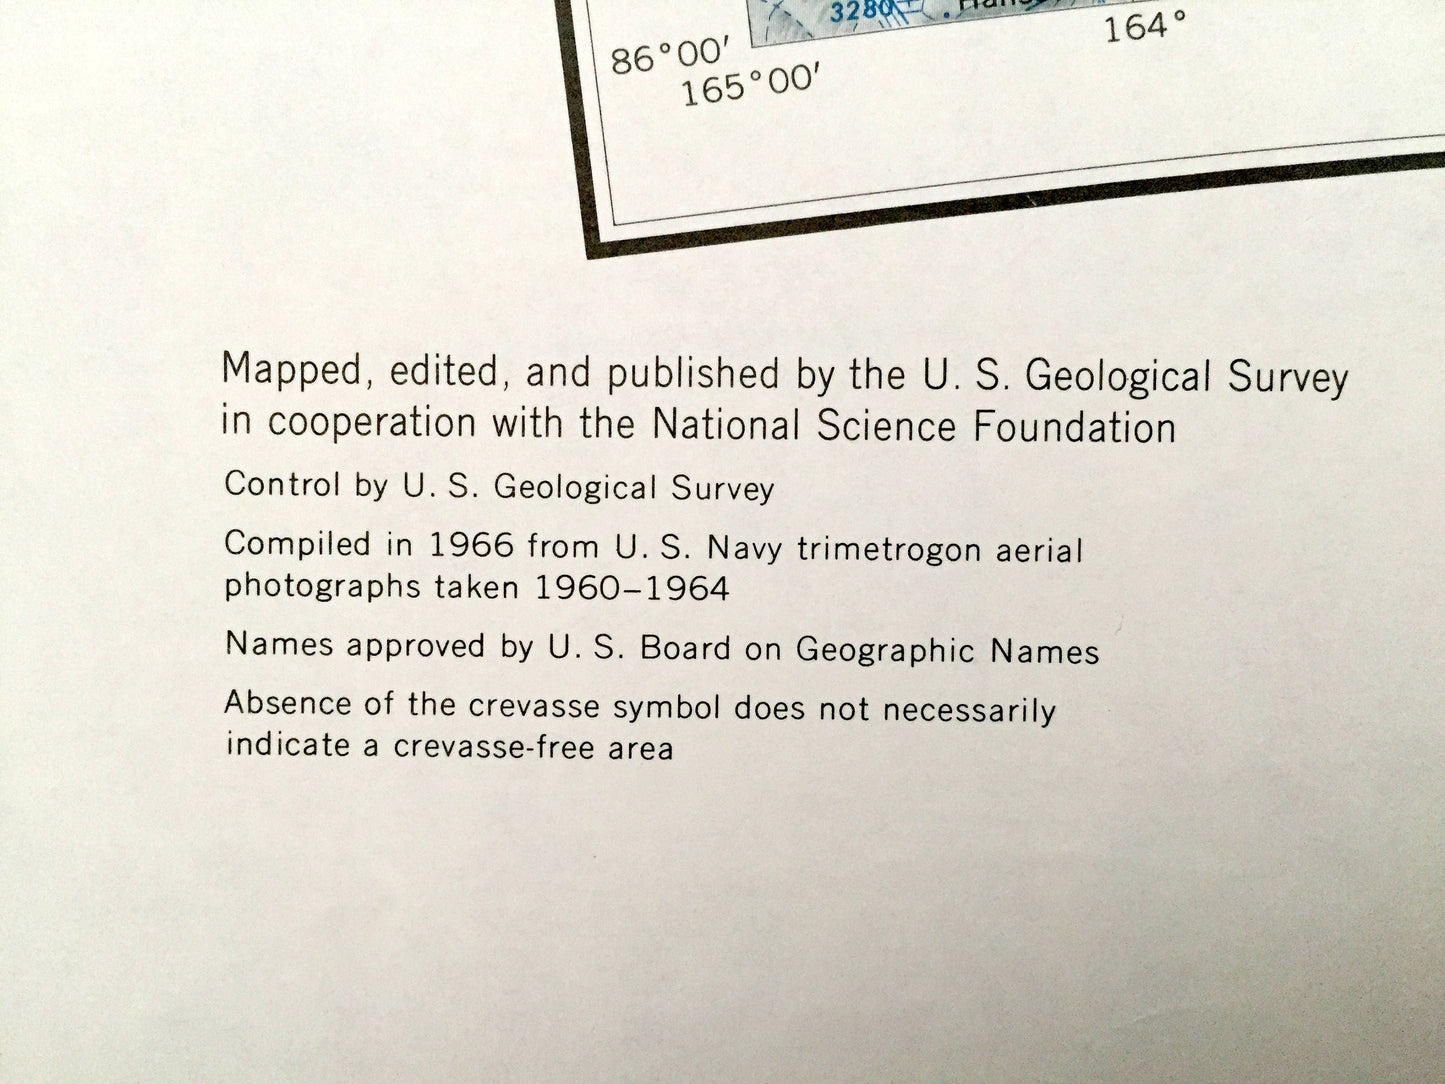 3280
86°00′
165°00′
164°
Mapped, edited, and published by the U. S. Geological Survey
in cooperation with the National Science Foundation
Control by U. S. Geological Survey
Compiled in 1966 from U. S. Navy trimetrogon aerial
photographs taken 1960–1964
Names approved by U. S. Board on Geographic Names
Absence of the crevasse symbol does not necessarily
indicate a crevasse-free area